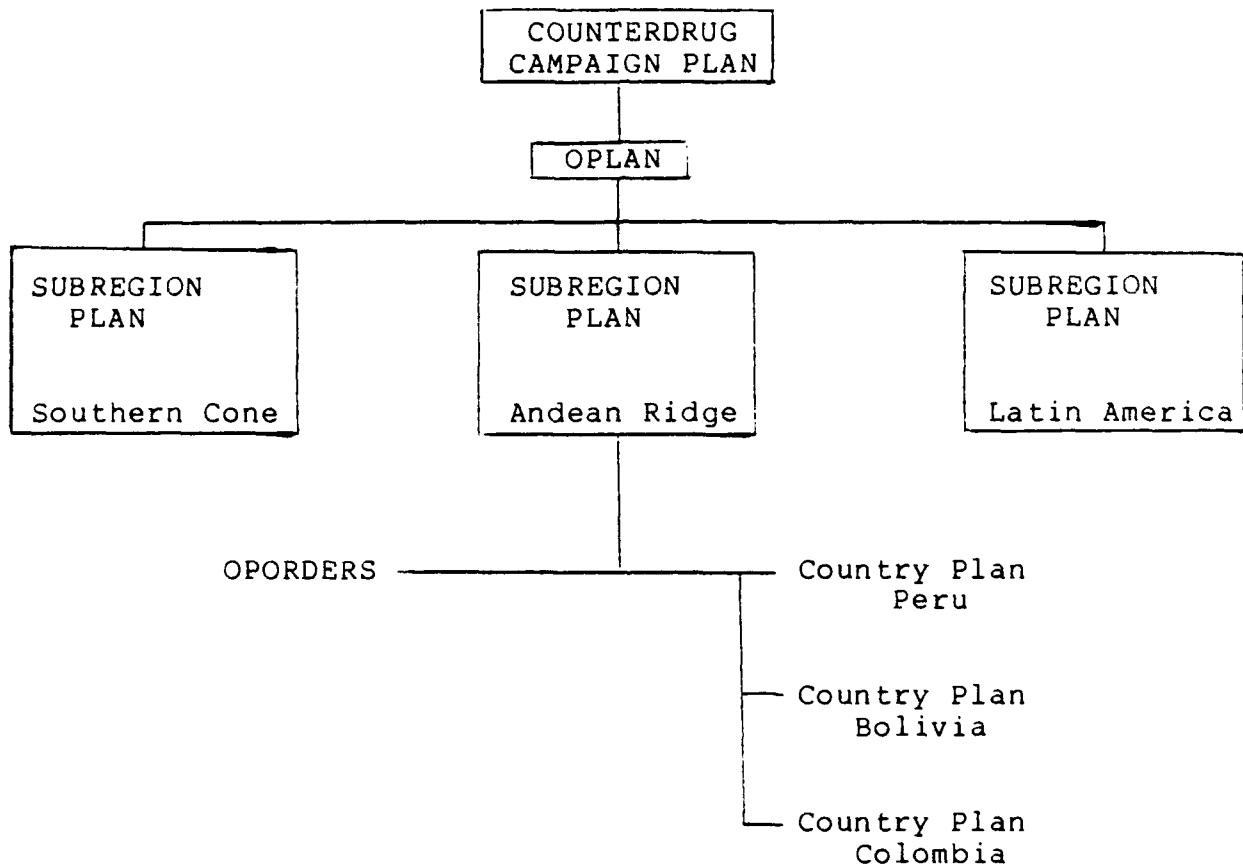 COUNTERDRUG
CAMPAIGN PLAN
OPLAN
SUBREGION
PLAN
Southern Cone
SUBREGION
PLAN
Andean Ridge
SUBREGION
PLAN
Latin America
OPORDERS
Country Plan
Peru
Country Plan
Bolivia
Country Plan
Colombia